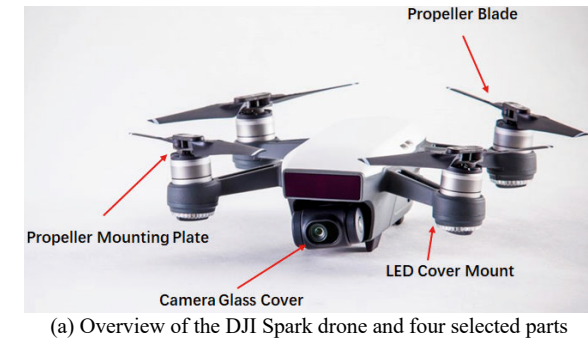 Propeller Blade
Propeller Mounting Plate
LED Cover Mount
Camera Glass Cover
(a) Overview of the DJI Spark drone and four selected parts